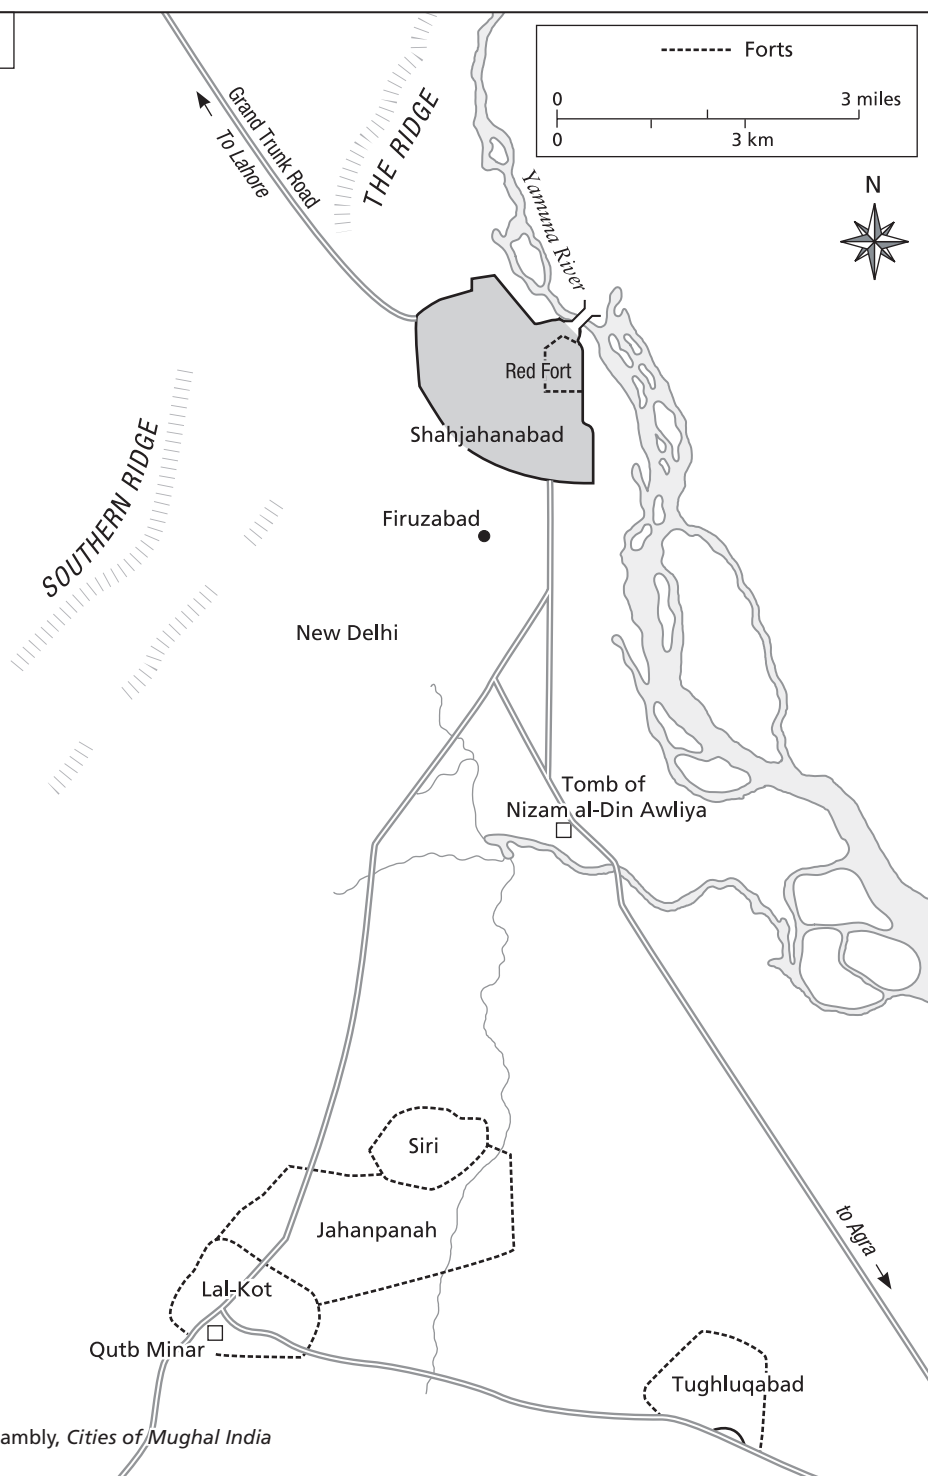 Forts
0
3 miles
0
3 km
N
Grand Trunk Road
To Lahore
THE RIDGE
Yamuna River
Red Fort
Shahjahanabad
SOUTHERN RIDGE
Firuzabad
New Delhi
Tomb of
Nizam al-Din Awliya
Siri
Jahanpanah
to Agra
Lal-Kot
Qutb Minar
Tughluqabad
ambly, Cities of Mughal India